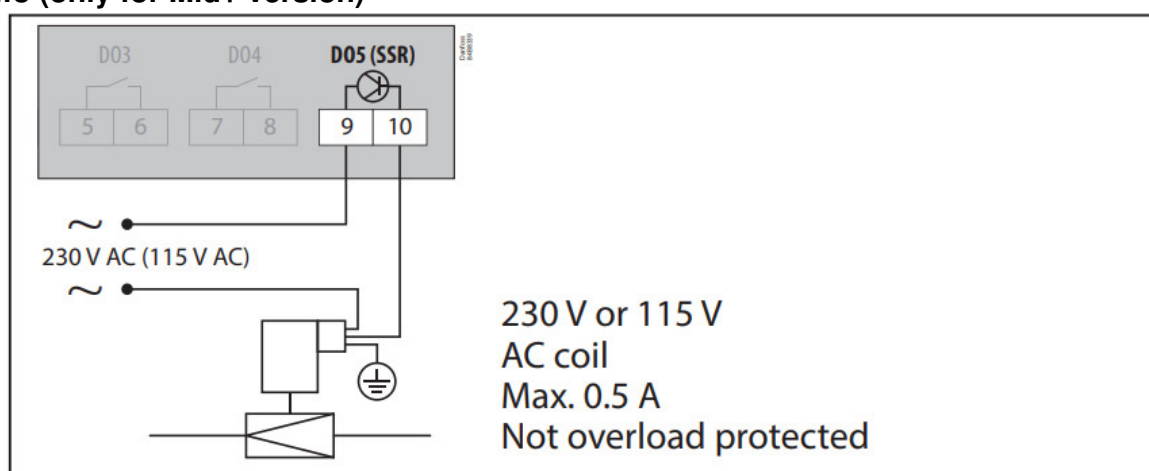 DO3 DO4 DO5 (SSR)
Danfoss
5 6 7 8 9 10
230 V AC (115 V AC)
230 V or 115 V
AC coil
Max. 0.5 A
Not overload protected